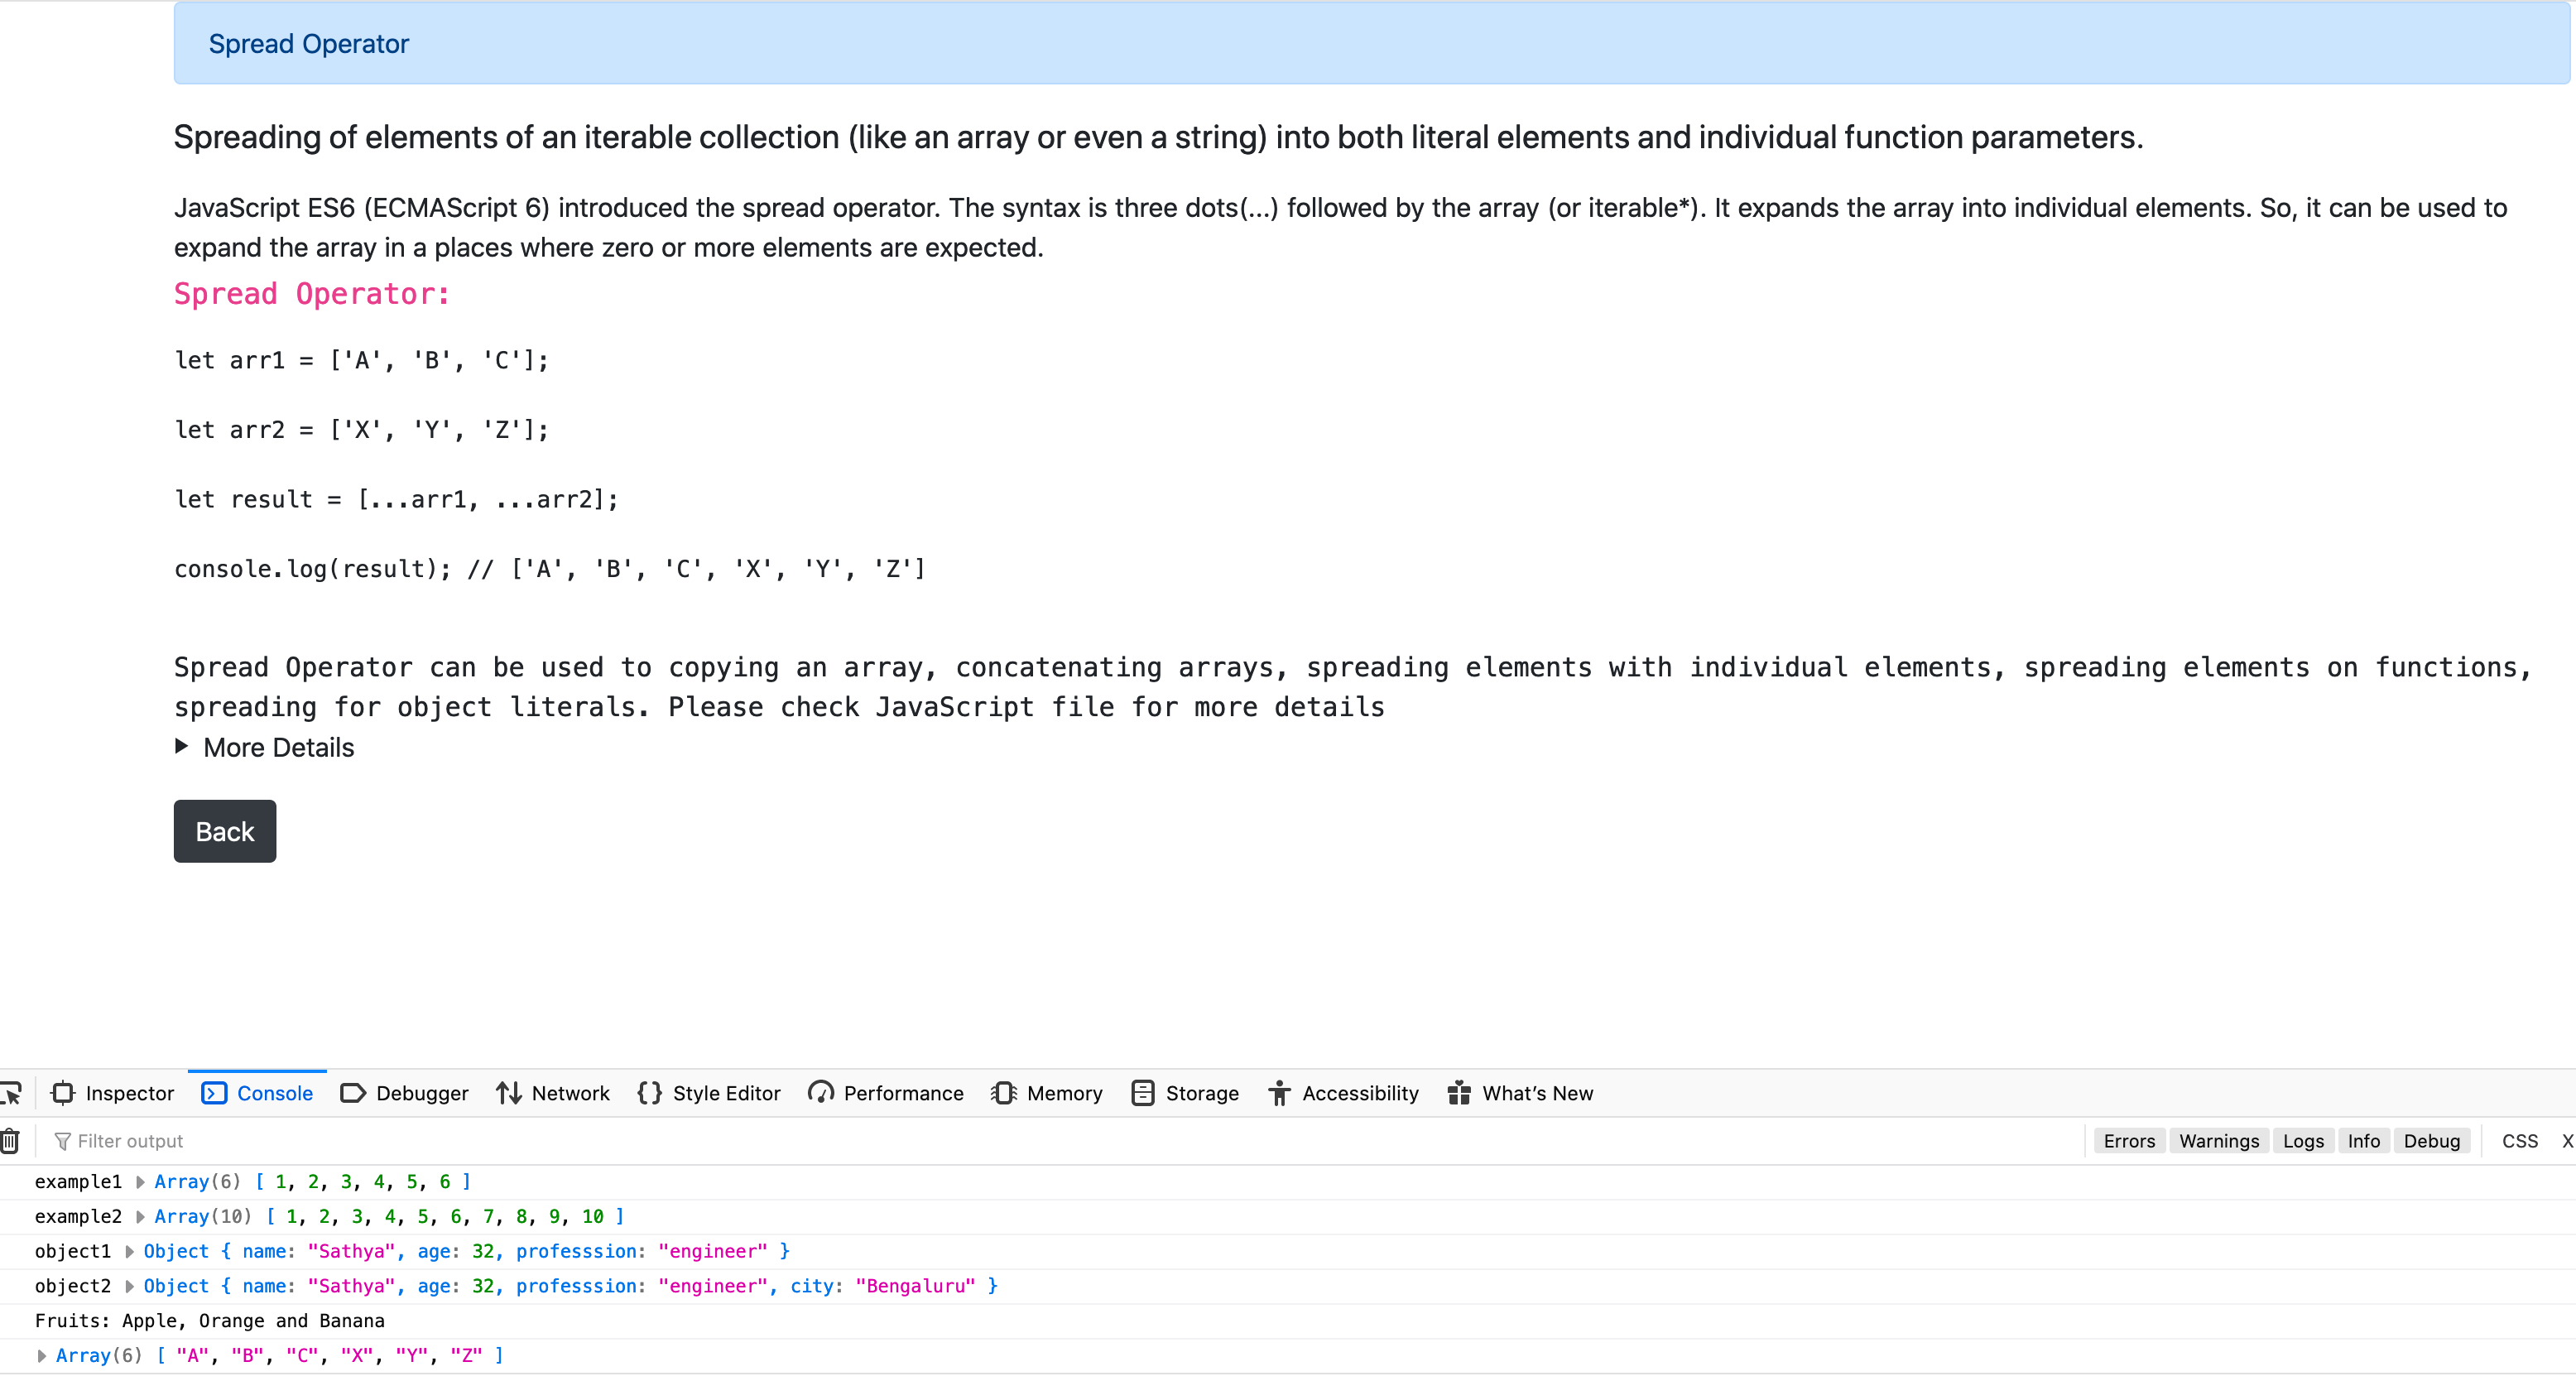 Spread Operator
Spreading of elements of an iterable collection (like an array or even a string) into both literal elements and individual function parameters.
JavaScript ES6 (ECMAScript 6) introduced the spread operator. The syntax is three dots(...) followed by the array (or iterable*). It expands the array into individual elements. So, it can be used to
expand the array in a places where zero or more elements are expected.
Spread Operator:
let arr1 = ['A', 'B', 'C'];
let arr2 = ['X', 'Y', 'Z'];
let result = [...arr1, ...arr2];
console.log(result); // ['A', 'B', 'C', 'X', 'Y', 'Z']
Spread Operator can be used to copying an array, concatenating arrays, spreading elements with individual elements, spreading elements on functions,
spreading for object literals. Please check JavaScript file for more details
More Details
Back
Inspector Console Debugger Network Style Editor Performance Memory Storage Accessibility What's New
Filter output Errors Warnings Logs Info Debug CSS X
example1 Array(6) [ 1, 2, 3, 4, 5, 6 ]
example2 Array(10) [ 1, 2, 3, 4, 5, 6, 7, 8, 9, 10 ]
object1 Object { name: "Sathya", age: 32, professsion: "engineer" }
object2 Object { name: "Sathya", age: 32, professsion: "engineer", city: "Bengaluru" }
Fruits: Apple, Orange and Banana
Array(6) [ "A", "B", "C", "X", "Y", "Z" ]